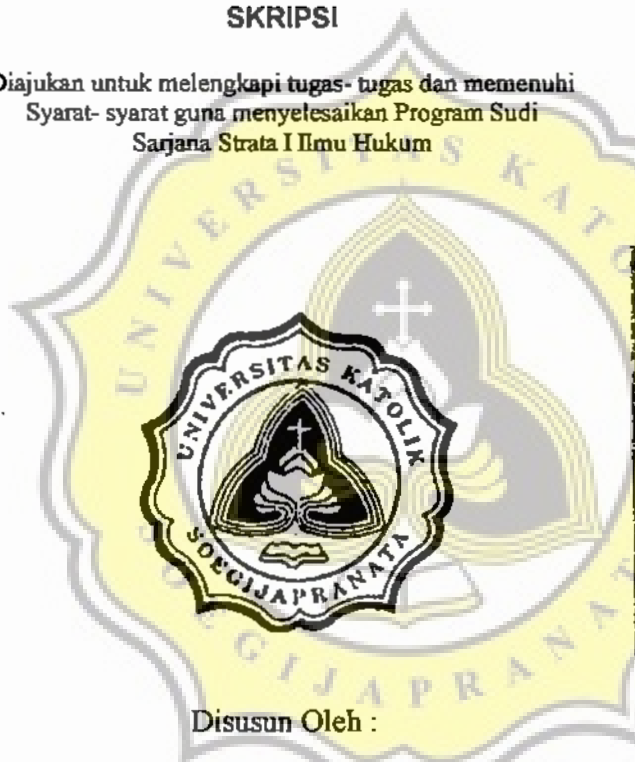 SKRIPSI
Diajukan untuk melengkapi tugas- tugas dan memenuhi
Syarat- syarat guna menyelesaikan Program Sudi
Sarjana Strata I Ilmu Hukum
UNIVERSITAS KATOLIK
SOEGIJAPRANATA
Disusun Oleh :